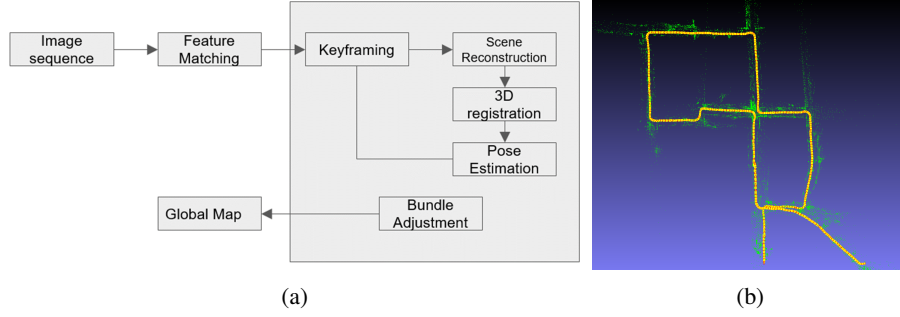 Image
sequence
Feature
Matching
Keyframing
Scene
Reconstruction
3D
registration
Pose
Estimation
Global Map
Bundle
Adjustment
(a)
(b)